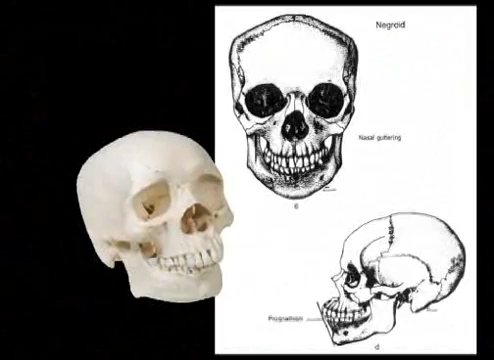 Negroid
Nasal guttering
c
Prognathism
d